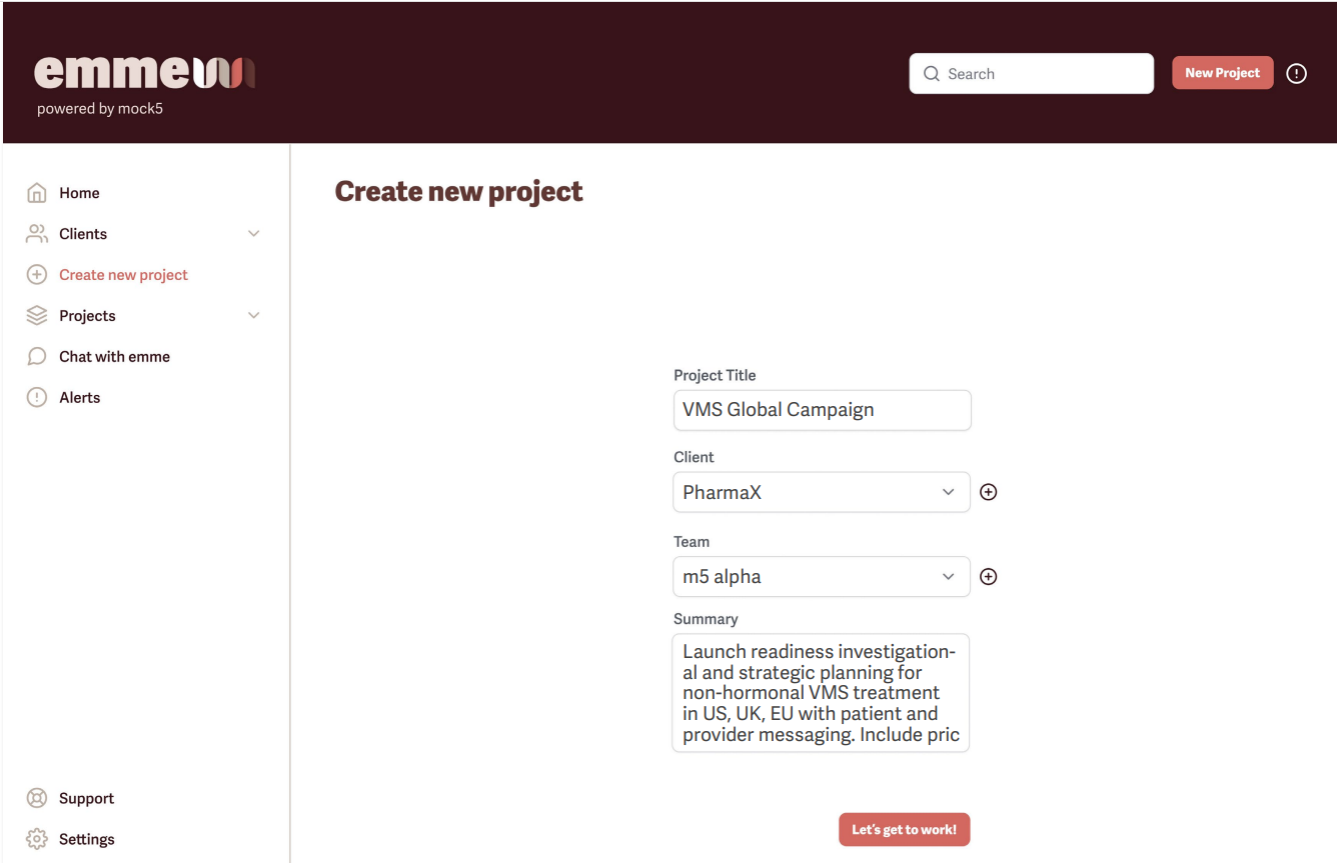 emme
powered by mock5
Search
New Project
Home
Clients
Create new project
Projects
Chat with emme
Alerts
Support
Settings
Create new project
Project Title
VMS Global Campaign
Client
PharmaX
Team
m5 alpha
Summary
Launch readiness investigation-
al and strategic planning for
non-hormonal VMS treatment
in US, UK, EU with patient and
provider messaging. Include pric
Let's get to work!